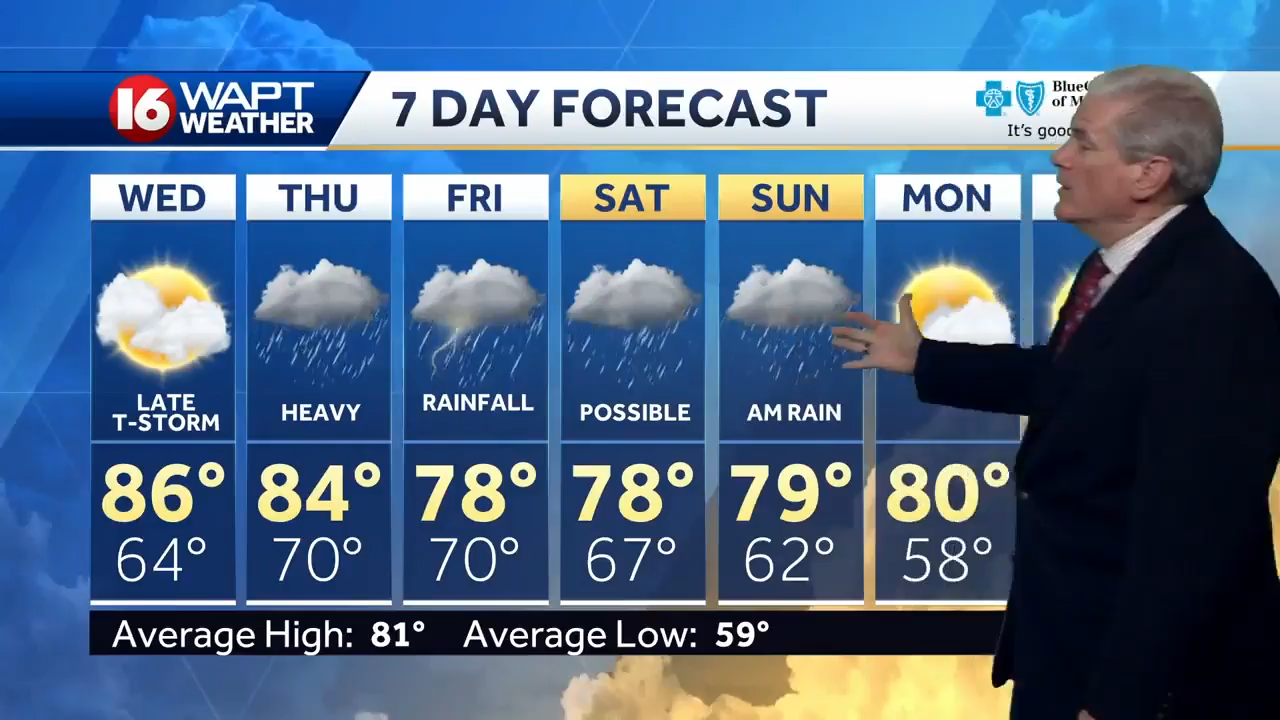 16 WAPT WEATHER
7 DAY FORECAST
of M
It's good
WED THU FRI SAT SUN MON
LATE T-STORM HEAVY RAINFALL POSSIBLE AM RAIN
86° 84° 78° 78° 79° 80°
64° 70° 70° 67° 62° 58°
Average High: 81° Average Low: 59°